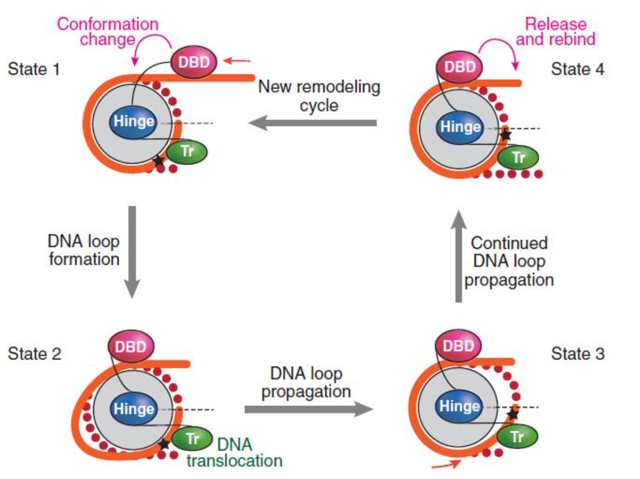 Conformation
change
DBD
State 1
Hinge
Tr
New remodeling
cycle
Release
and rebind
DBD
State 4
Hinge
Tr
DNA loop
formation
Continued
DNA loop
propagation
State 2
DBD
Hinge
Tr
DNA
translocation
DNA loop
propagation
DBD
State 3
Hinge
Tr